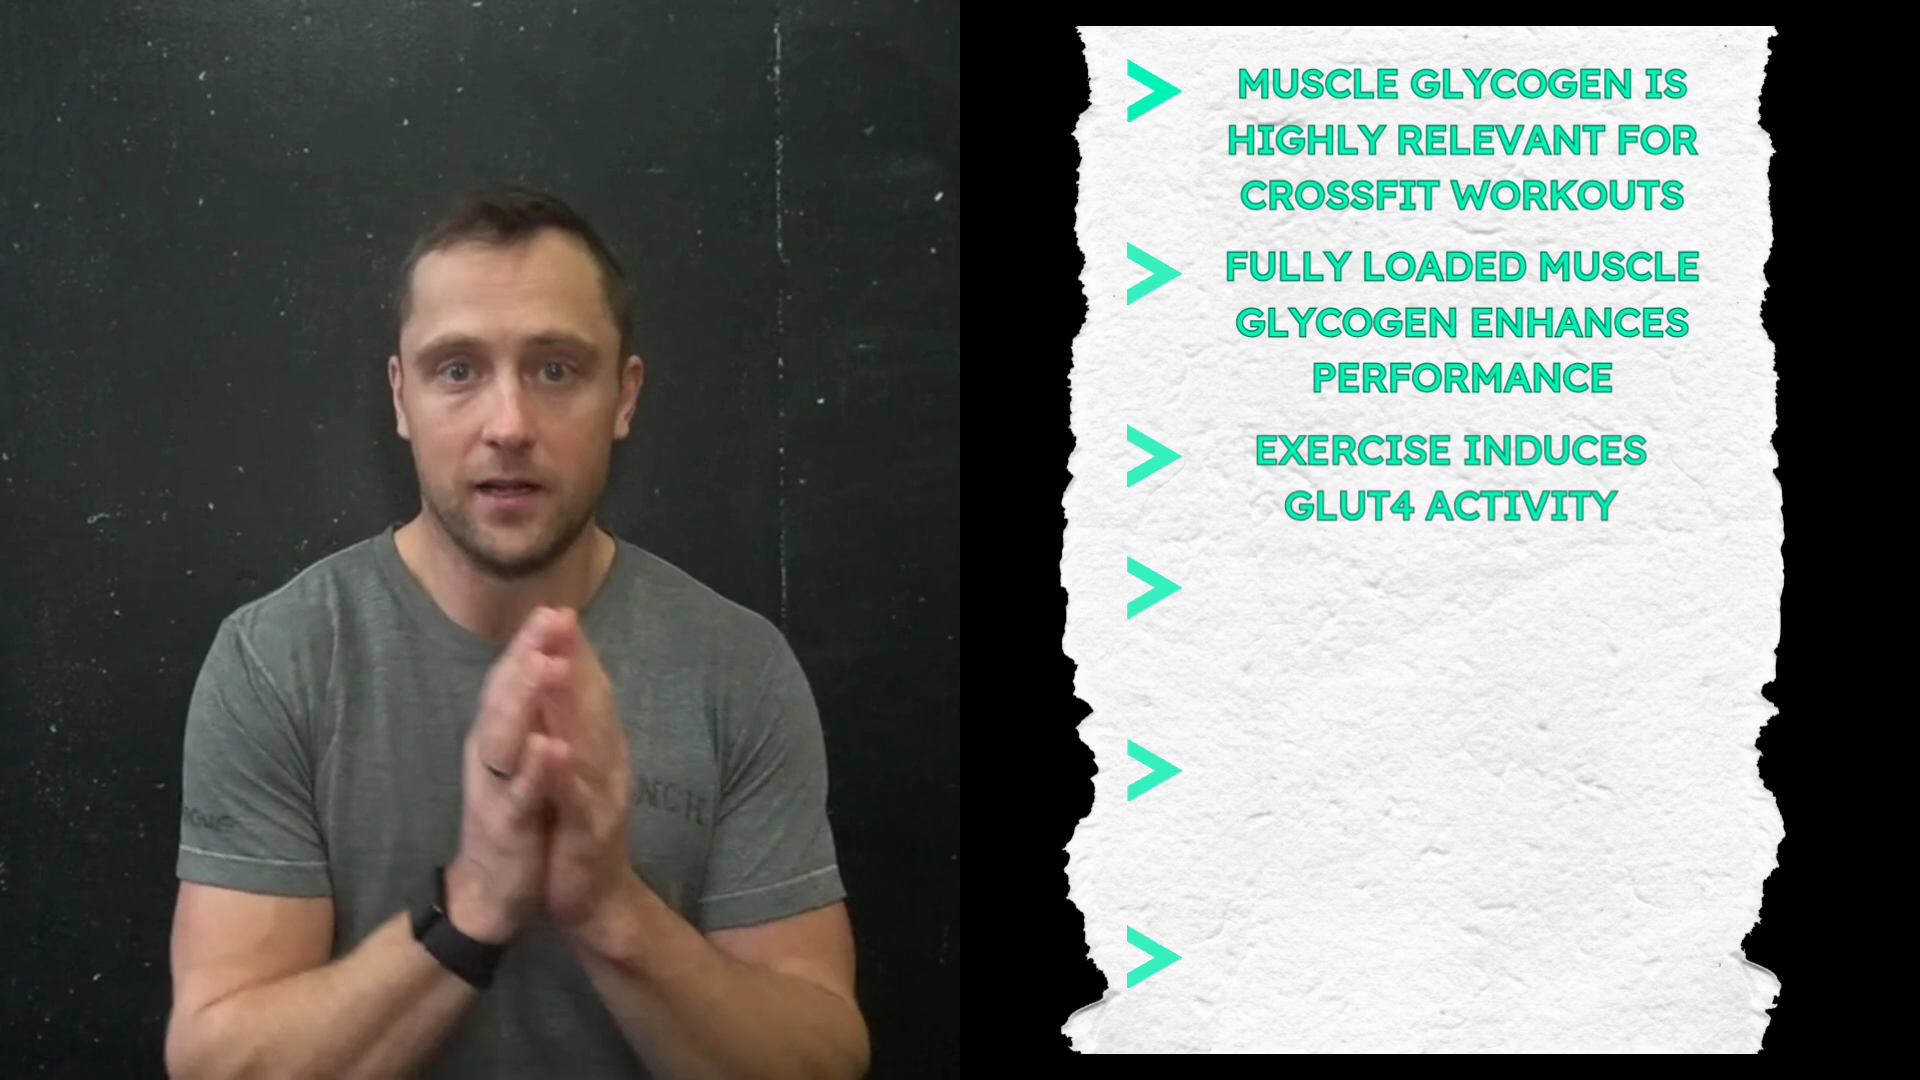 MUSCLE GLYCOGEN IS
HIGHLY RELEVANT FOR
CROSSFIT WORKOUTS
FULLY LOADED MUSCLE
GLYCOGEN ENHANCES
PERFORMANCE
EXERCISE INDUCES
GLUT4 ACTIVITY